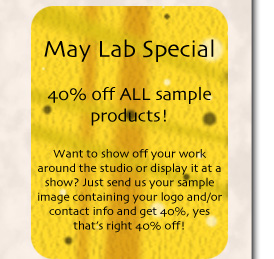 May Lab Special
40% off ALL sample
products!
Want to show off your work
around the studio or display it at a
show? Just send us your sample
image containing your logo and/or
contact info and get 40%, yes
that's right 40% off!